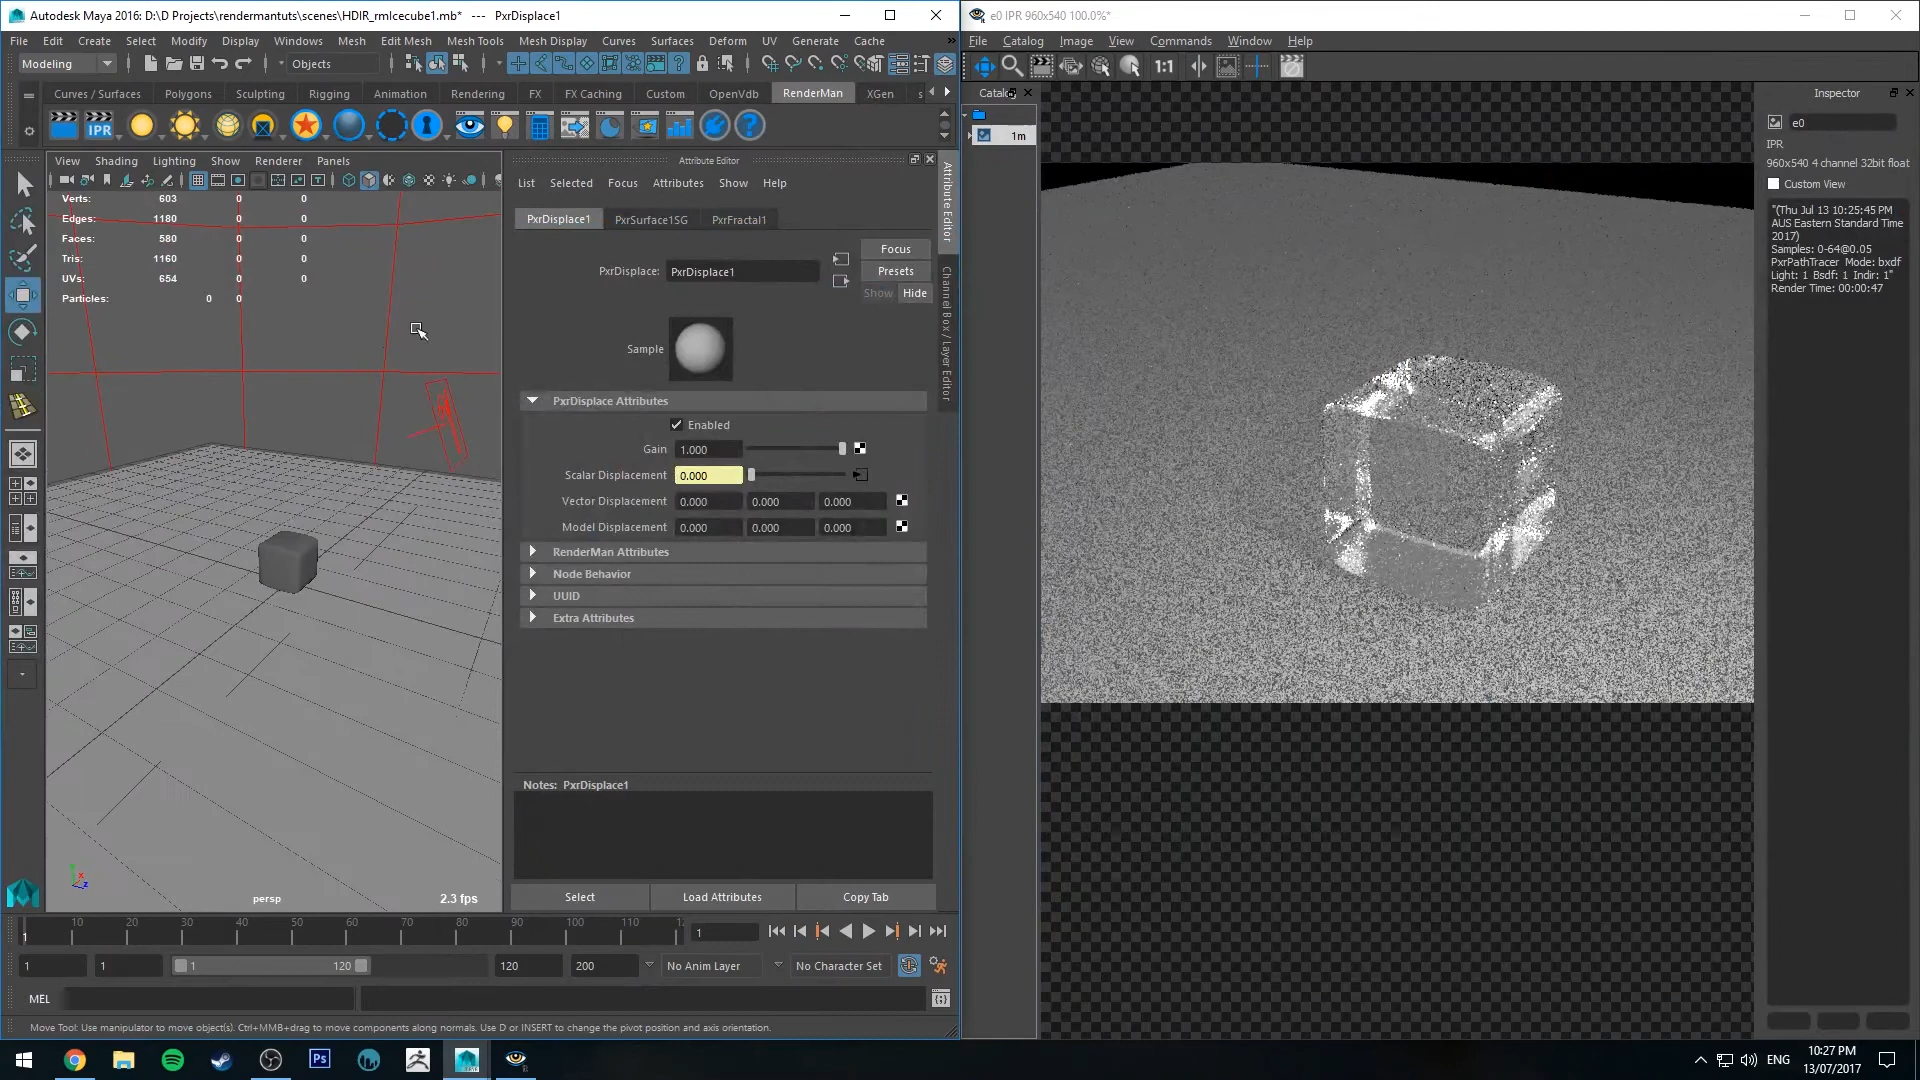 Autodesk Maya 2016: D:\D Projects\rendermantuts\scenes\HDIR_rmIcecube1.mb*   ---   PxrDisplace1
File Edit Create Select Modify Display Windows Mesh Edit Mesh Mesh Tools Mesh Display Curves Surfaces Deform UV Generate Cache
Modeling Objects
Curves / Surfaces Polygons Sculpting Rigging Animation Rendering FX FX Caching Custom OpenVdb RenderMan XGen s
IPR
View Shading Lighting Show Renderer Panels
Verts: 603 0 0
Edges: 1180 0 0
Faces: 580 0 0
Tris: 1160 0 0
UVs: 654 0 0
Particles: 0 0
persp
2.3 fps
Attribute Editor
List Selected Focus Attributes Show Help
PxrDisplace1 PxrSurface1SG PxrFractal1
Focus
PxrDisplace: PxrDisplace1
Presets
Show Hide
Sample
PxrDisplace Attributes
Enabled
Gain 1.000
Scalar Displacement 0.000
Vector Displacement 0.000 0.000 0.000
Model Displacement 0.000 0.000 0.000
RenderMan Attributes
Node Behavior
UUID
Extra Attributes
Notes: PxrDisplace1
Select Load Attributes Copy Tab
Attribute Editor
Channel Box / Layer Editor
10 20 30 40 50 60 70 80 90 100 110 12
1
1
1 1 1 120 120 200 No Anim Layer No Character Set
MEL
Move Tool: Use manipulator to move object(s). Ctrl+MMB+drag to move components along normals. Use D or INSERT to change the pivot position and axis orientation.
e0 IPR 960x540 100.0%*
File Catalog Image View Commands Window Help
1:1
Catalog
1m
Inspector
e0
IPR
960x540 4 channel 32bit float
Custom View
"(Thu Jul 13 10:25:45 PM
AUS Eastern Standard Time
2017)
Samples: 0-64@0.05
PxrPathTracer Mode: bxdf
Light: 1 Bsdf: 1 Indir: 1"
Render Time: 00:00:47
Ps
ENG
10:27 PM
13/07/2017